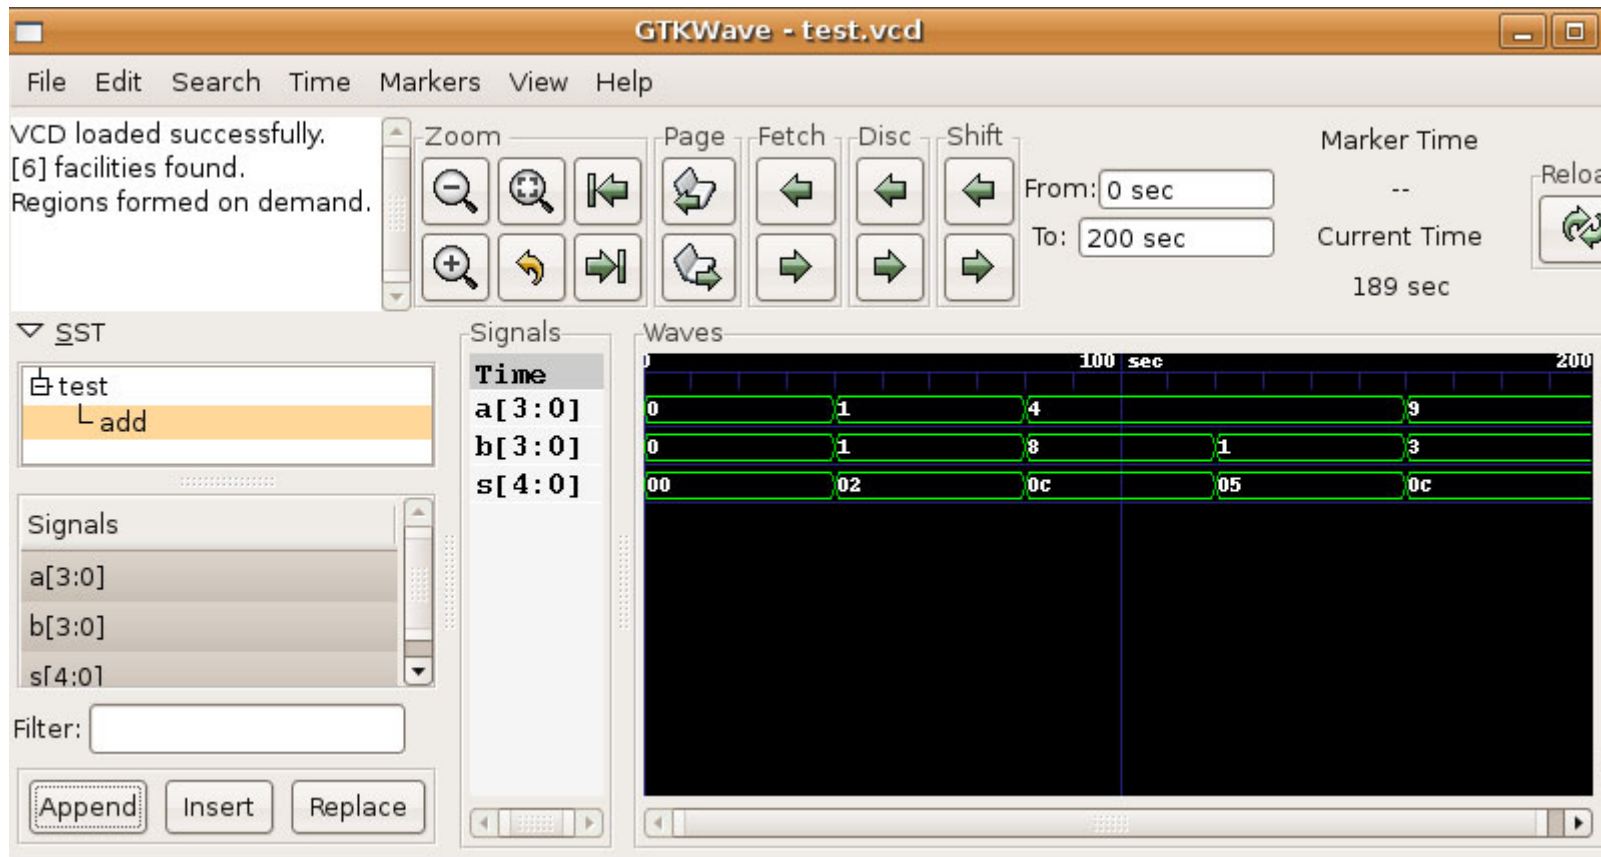 GTKWave - test.vcd
File Edit Search Time Markers View Help
VCD loaded successfully.
[6] facilities found.
Regions formed on demand.
Zoom Page Fetch Disc Shift
From: 0 sec
To: 200 sec
Marker Time
--
Current Time
189 sec
Reloa
SST
test
add
Signals
a[3:0]
b[3:0]
s[4:0]
Filter:
Append Insert Replace
Signals
Time
a[3:0]
b[3:0]
s[4:0]
Waves
0 100 sec 200
0 1 4 9
0 1 8 1 3
00 02 0c 05 0c